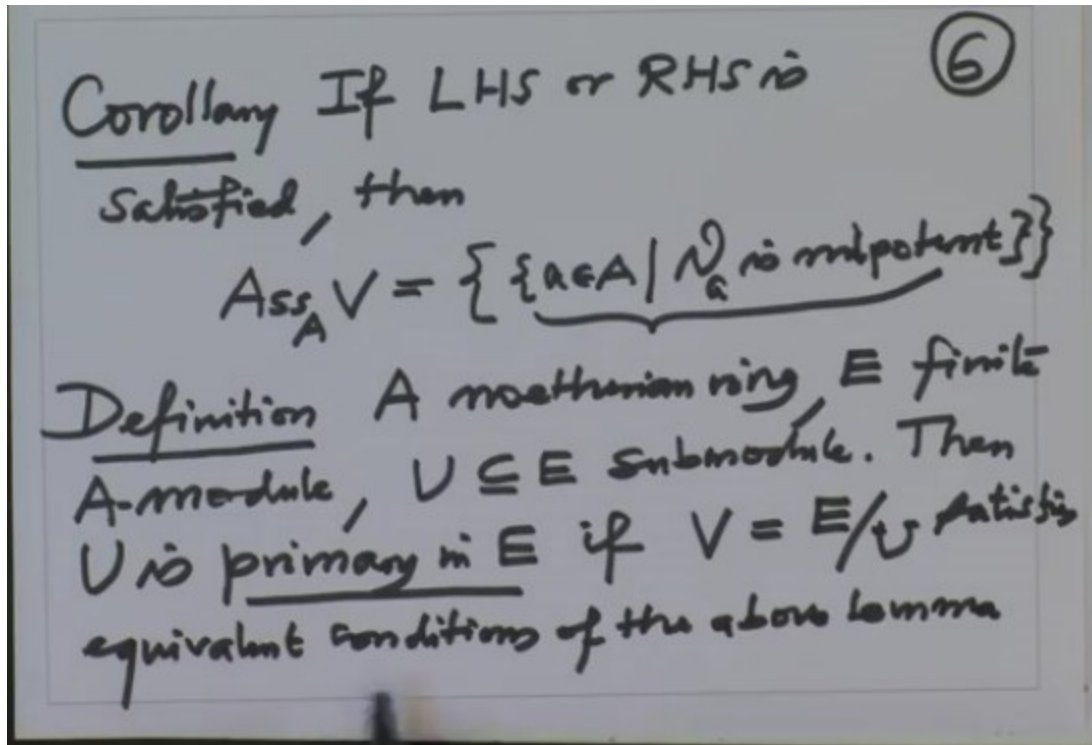 Corollary If LHS or RHS is ⑥
satisfied, then
Ass_A V = { {a∈A | ϑ_a is nilpotent} }
Definition A noetherian ring, E finite
A-module, U ⊆ E submodule. Then
U is primary in E if V = E/U satisfies
equivalent conditions of the above lemma